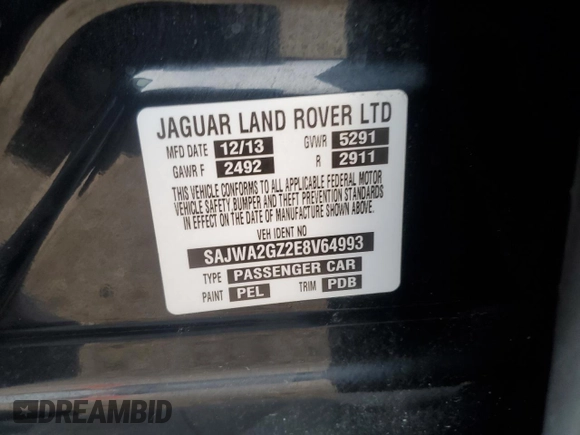 JAGUAR LAND ROVER LTD
MFD DATE 12/13 GVWR 5291
GAWR F 2492 R 2911
THIS VEHICLE CONFORMS TO ALL APPLICABLE FEDERAL MOTOR
VEHICLE SAFETY, BUMPER AND THEFT PREVENTION STANDARDS
IN EFFECT ON THE DATE OF MANUFACTURE SHOWN ABOVE.
VEH IDENT NO
SAJWA2GZ2E8V64993
TYPE PASSENGER CAR
PAINT PEL TRIM PDB
DREAMBID